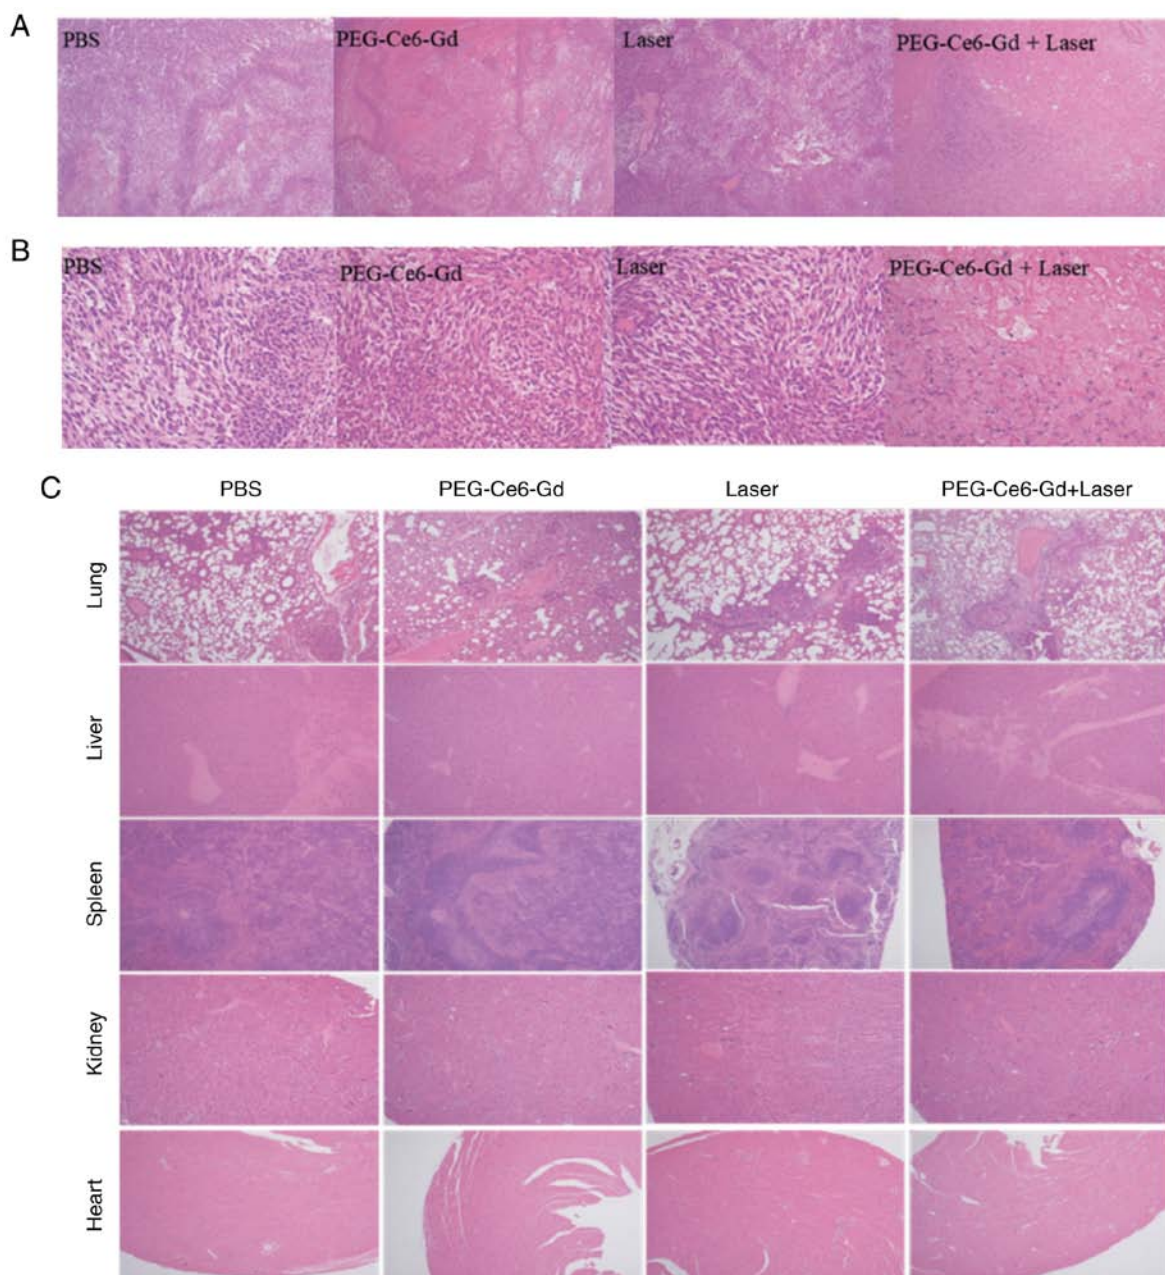 A
PBS
PEG-Ce6-Gd
Laser
PEG-Ce6-Gd + Laser
B
PBS
PEG-Ce6-Gd
Laser
PEG-Ce6-Gd + Laser
C
PBS
PEG-Ce6-Gd
Laser
PEG-Ce6-Gd+Laser
Lung
Liver
Spleen
Kidney
Heart